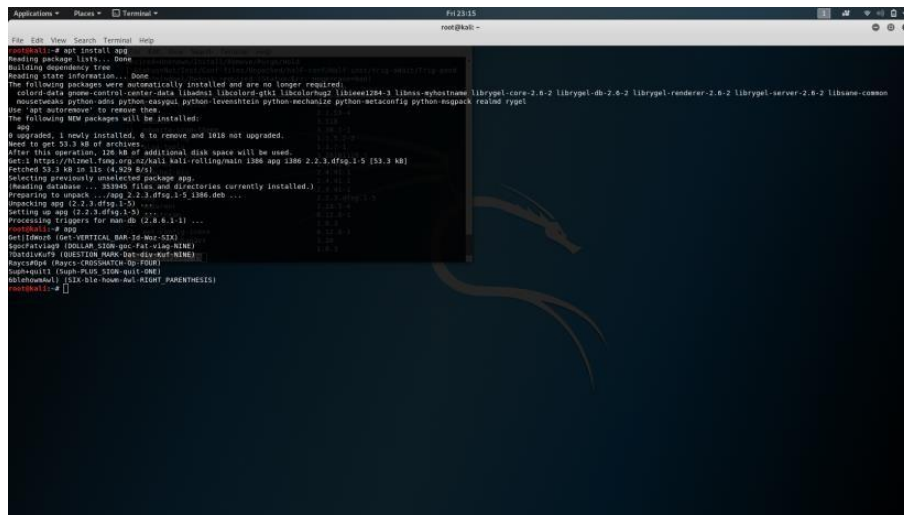 Applications Places Terminal Fri 23:15 1
root@kali: ~
File Edit View Search Terminal Help
root@kali:~# apt install apg
Reading package lists... Done
Building dependency tree
Reading state information... Done
The following packages were automatically installed and are no longer required:
colord-data gnome-control-center-data libadns1 libcolord-gtk1 libcolorhug2 libieee1284-3 libnss-myhostname librygel-core-2.6-2 librygel-db-2.6-2 librygel-renderer-2.6-2 librygel-server-2.6-2 libsane-common
mousetweaks python-adns python-easygui python-levenshtein python-mechanize python-metaconfig python-msgpack realmd rygel
Use 'apt autoremove' to remove them.
The following NEW packages will be installed:
apg
0 upgraded, 1 newly installed, 0 to remove and 1018 not upgraded.
Need to get 53.3 kB of archives.
After this operation, 126 kB of additional disk space will be used.
Get:1 https://hlzmel.fsmg.org.nz/kali kali-rolling/main i386 apg i386 2.2.3.dfsg.1-5 [53.3 kB]
Fetched 53.3 kB in 11s (4,929 B/s)
Selecting previously unselected package apg.
(Reading database ... 353945 files and directories currently installed.)
Preparing to unpack .../apg_2.2.3.dfsg.1-5_i386.deb ...
Unpacking apg (2.2.3.dfsg.1-5) ...
Setting up apg (2.2.3.dfsg.1-5) ...
Processing triggers for man-db (2.8.6.1-1) ...
root@kali:~# apg
Get|IdWoz6 (Get-VERTICAL_BAR-Id-Woz-SIX)
$gocFatviag9 (DOLLAR_SIGN-goc-Fat-viag-NINE)
?DatdivKuf9 (QUESTION_MARK-Dat-div-Kuf-NINE)
Raycs#Op4 (Raycs-CROSSHATCH-Op-FOUR)
Suph+quit1 (Suph-PLUS_SIGN-quit-ONE)
6blehowmAwl) (SIX-ble-howm-Awl-RIGHT_PARENTHESIS)
root@kali:~#